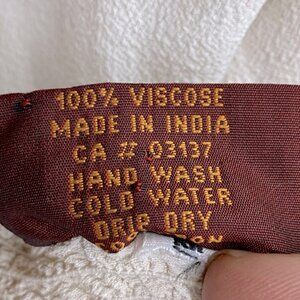 100% VISCOSE
MADE IN INDIA
CA # 03137
HAND WASH
COLD WATER
DRIP DRY